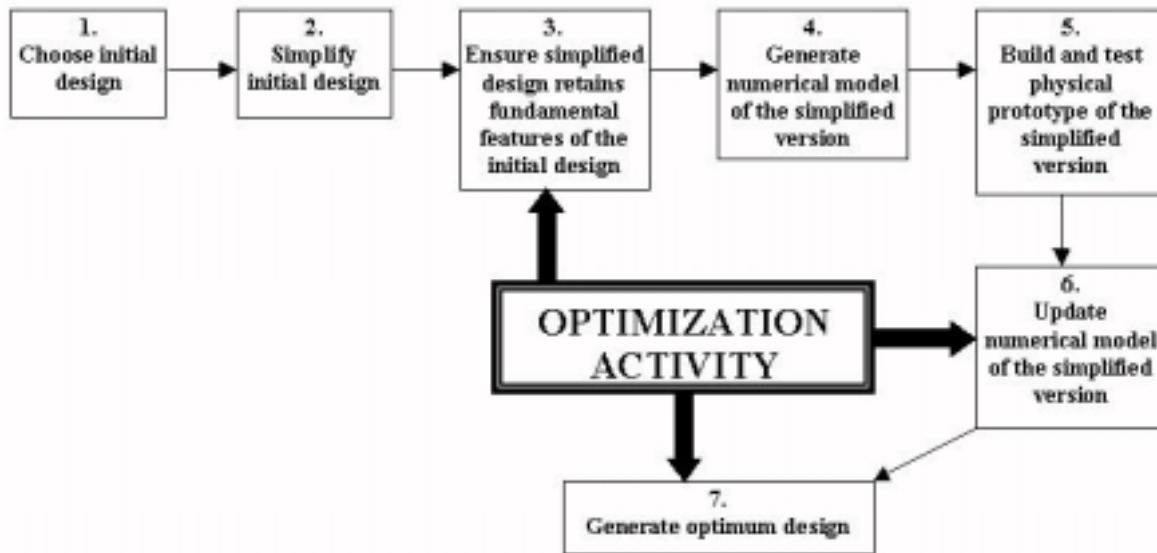 1.
Choose initial
design
2.
Simplify
initial design
3.
Ensure simplified
design retains
fundamental
features of the
initial design
4.
Generate
numerical model
of the simplified
version
5.
Build and test
physical
prototype of the
simplified
version
OPTIMIZATION
ACTIVITY
6.
Update
numerical model
of the simplified
version
7.
Generate optimum design